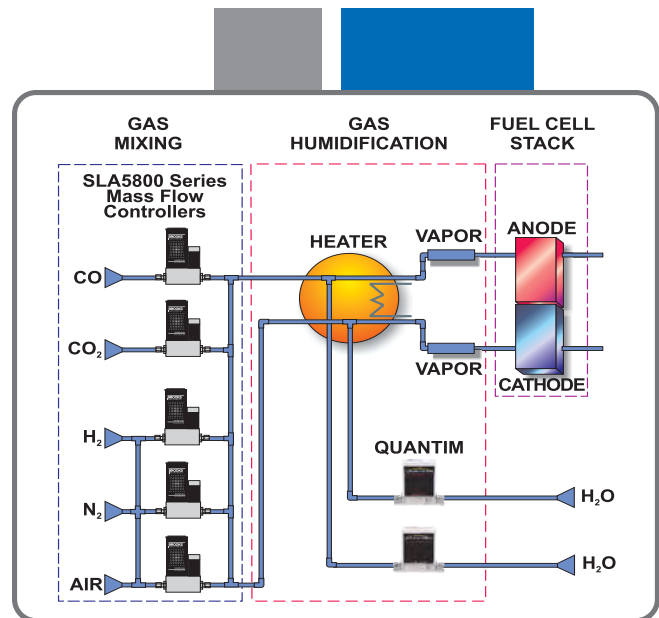 GAS
MIXING
GAS
HUMIDIFICATION
FUEL CELL
STACK
SLA5800 Series
Mass Flow
Controllers
HEATER
VAPOR
ANODE
CO
CO₂
VAPOR
CATHODE
H₂
QUANTIM
N₂
H₂O
AIR
H₂O